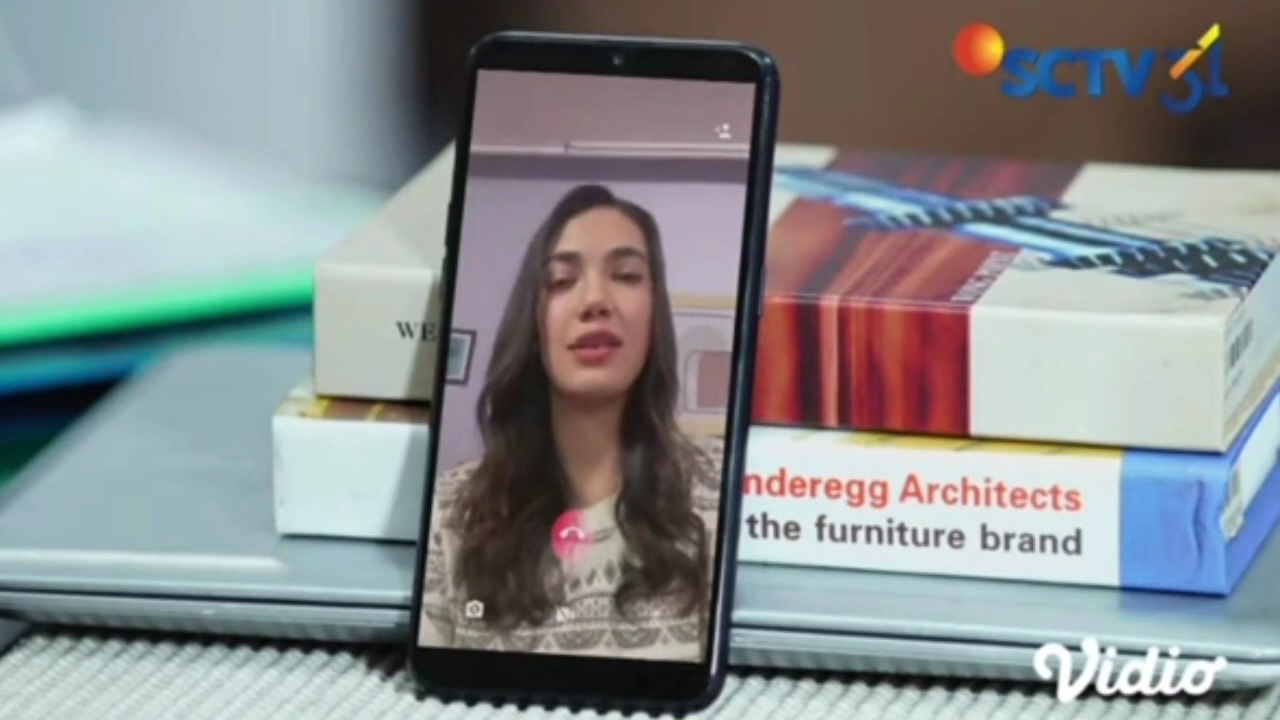 SCTV 31
WE
nderegg Architects
the furniture brand
Vidio